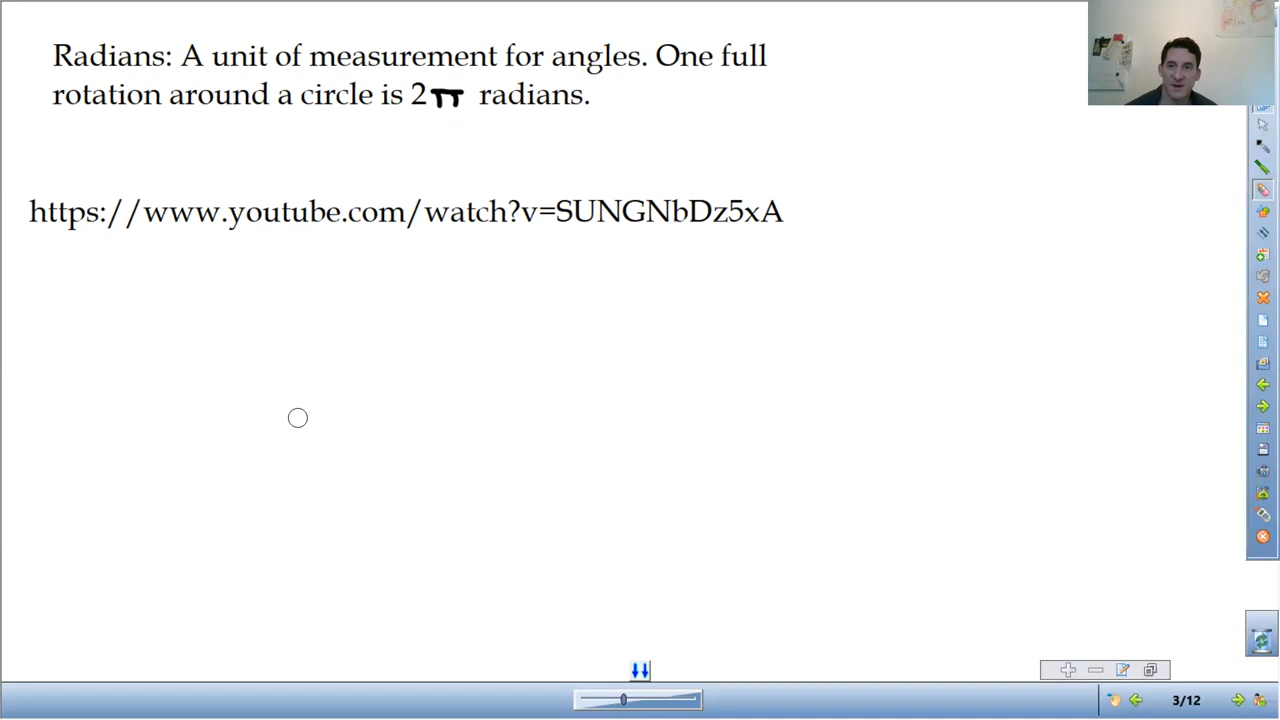 Radians: A unit of measurement for angles. One full
rotation around a circle is 2π radians.
https://www.youtube.com/watch?v=SUNGNbDz5xA
3/12